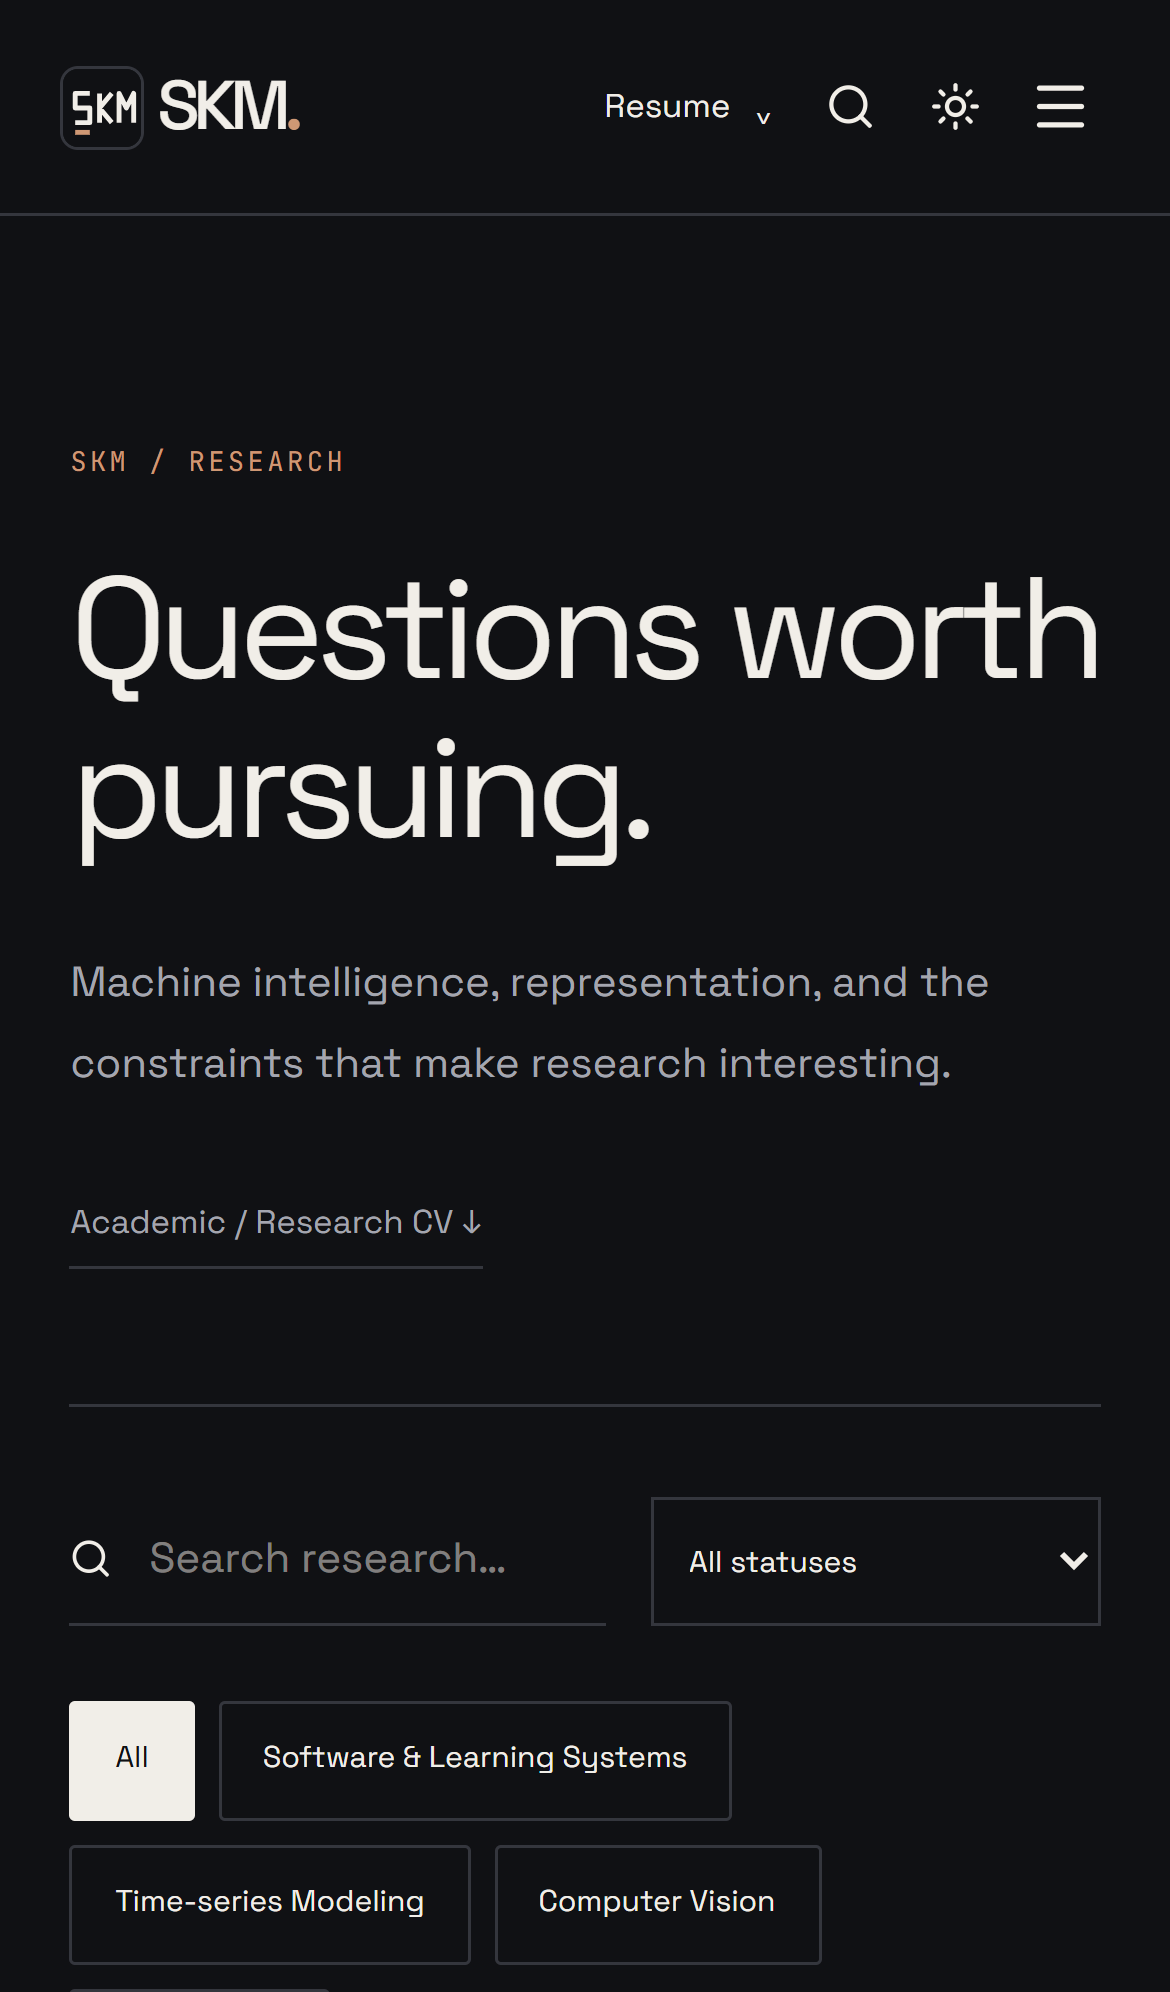 SKM SKM. Resume
SKM / RESEARCH
Questions worth
pursuing.
Machine intelligence, representation, and the
constraints that make research interesting.
Academic / Research CV ↓
Search research... All statuses
All Software & Learning Systems
Time-series Modeling Computer Vision